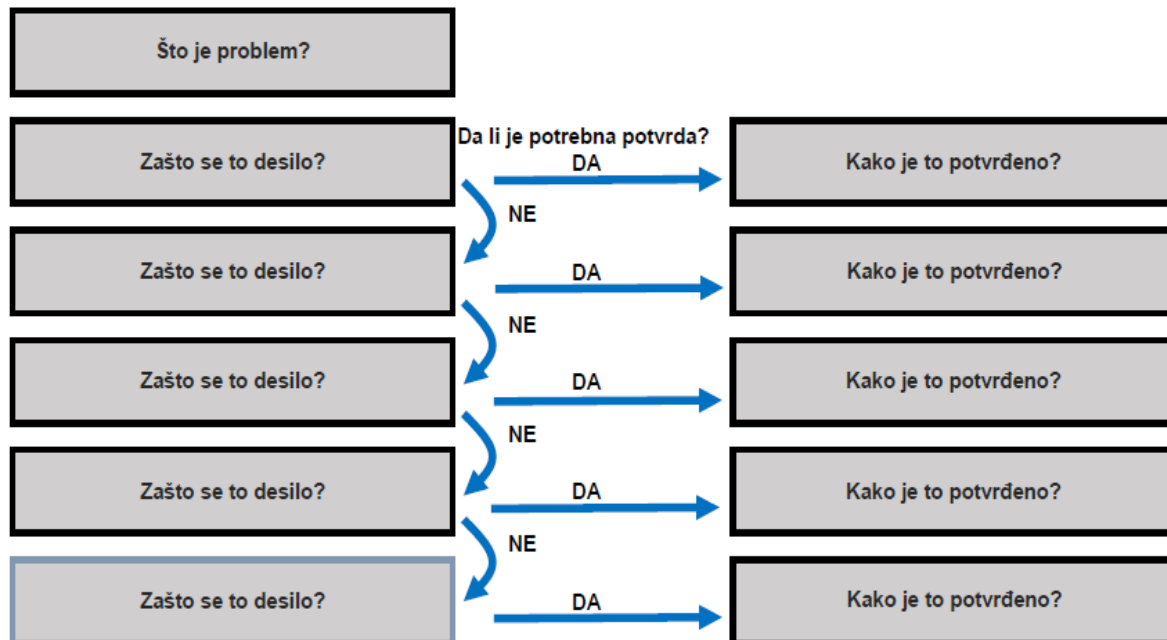 Što je problem?
Zašto se to desilo?
Da li je potrebna potvrda?
DA
Kako je to potvrđeno?
NE
Zašto se to desilo?
DA
Kako je to potvrđeno?
NE
Zašto se to desilo?
DA
Kako je to potvrđeno?
NE
Zašto se to desilo?
DA
Kako je to potvrđeno?
NE
Zašto se to desilo?
DA
Kako je to potvrđeno?